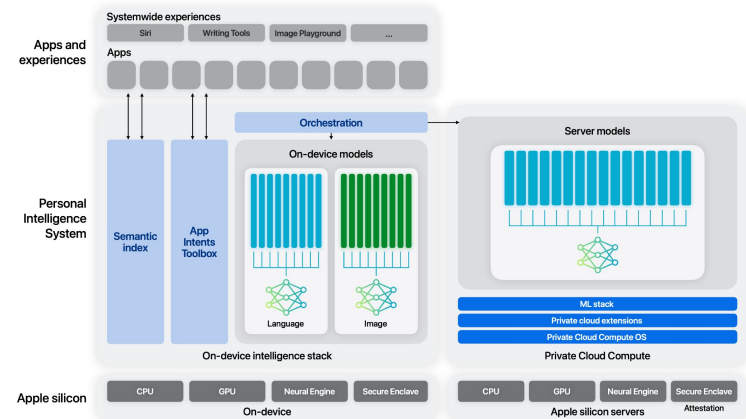 Systemwide experiences
Siri
Writing Tools
Image Playground
...
Apps and
experiences
Apps
Orchestration
Server models
On-device models
Personal
Intelligence
System
Semantic
index
App
Intents
Toolbox
Language
Image
ML stack
Private cloud extensions
Private Cloud Compute OS
On-device intelligence stack
Private Cloud Compute
Apple silicon
CPU
GPU
Neural Engine
Secure Enclave
On-device
CPU
GPU
Neural Engine
Secure Enclave
Apple silicon servers
Attestation